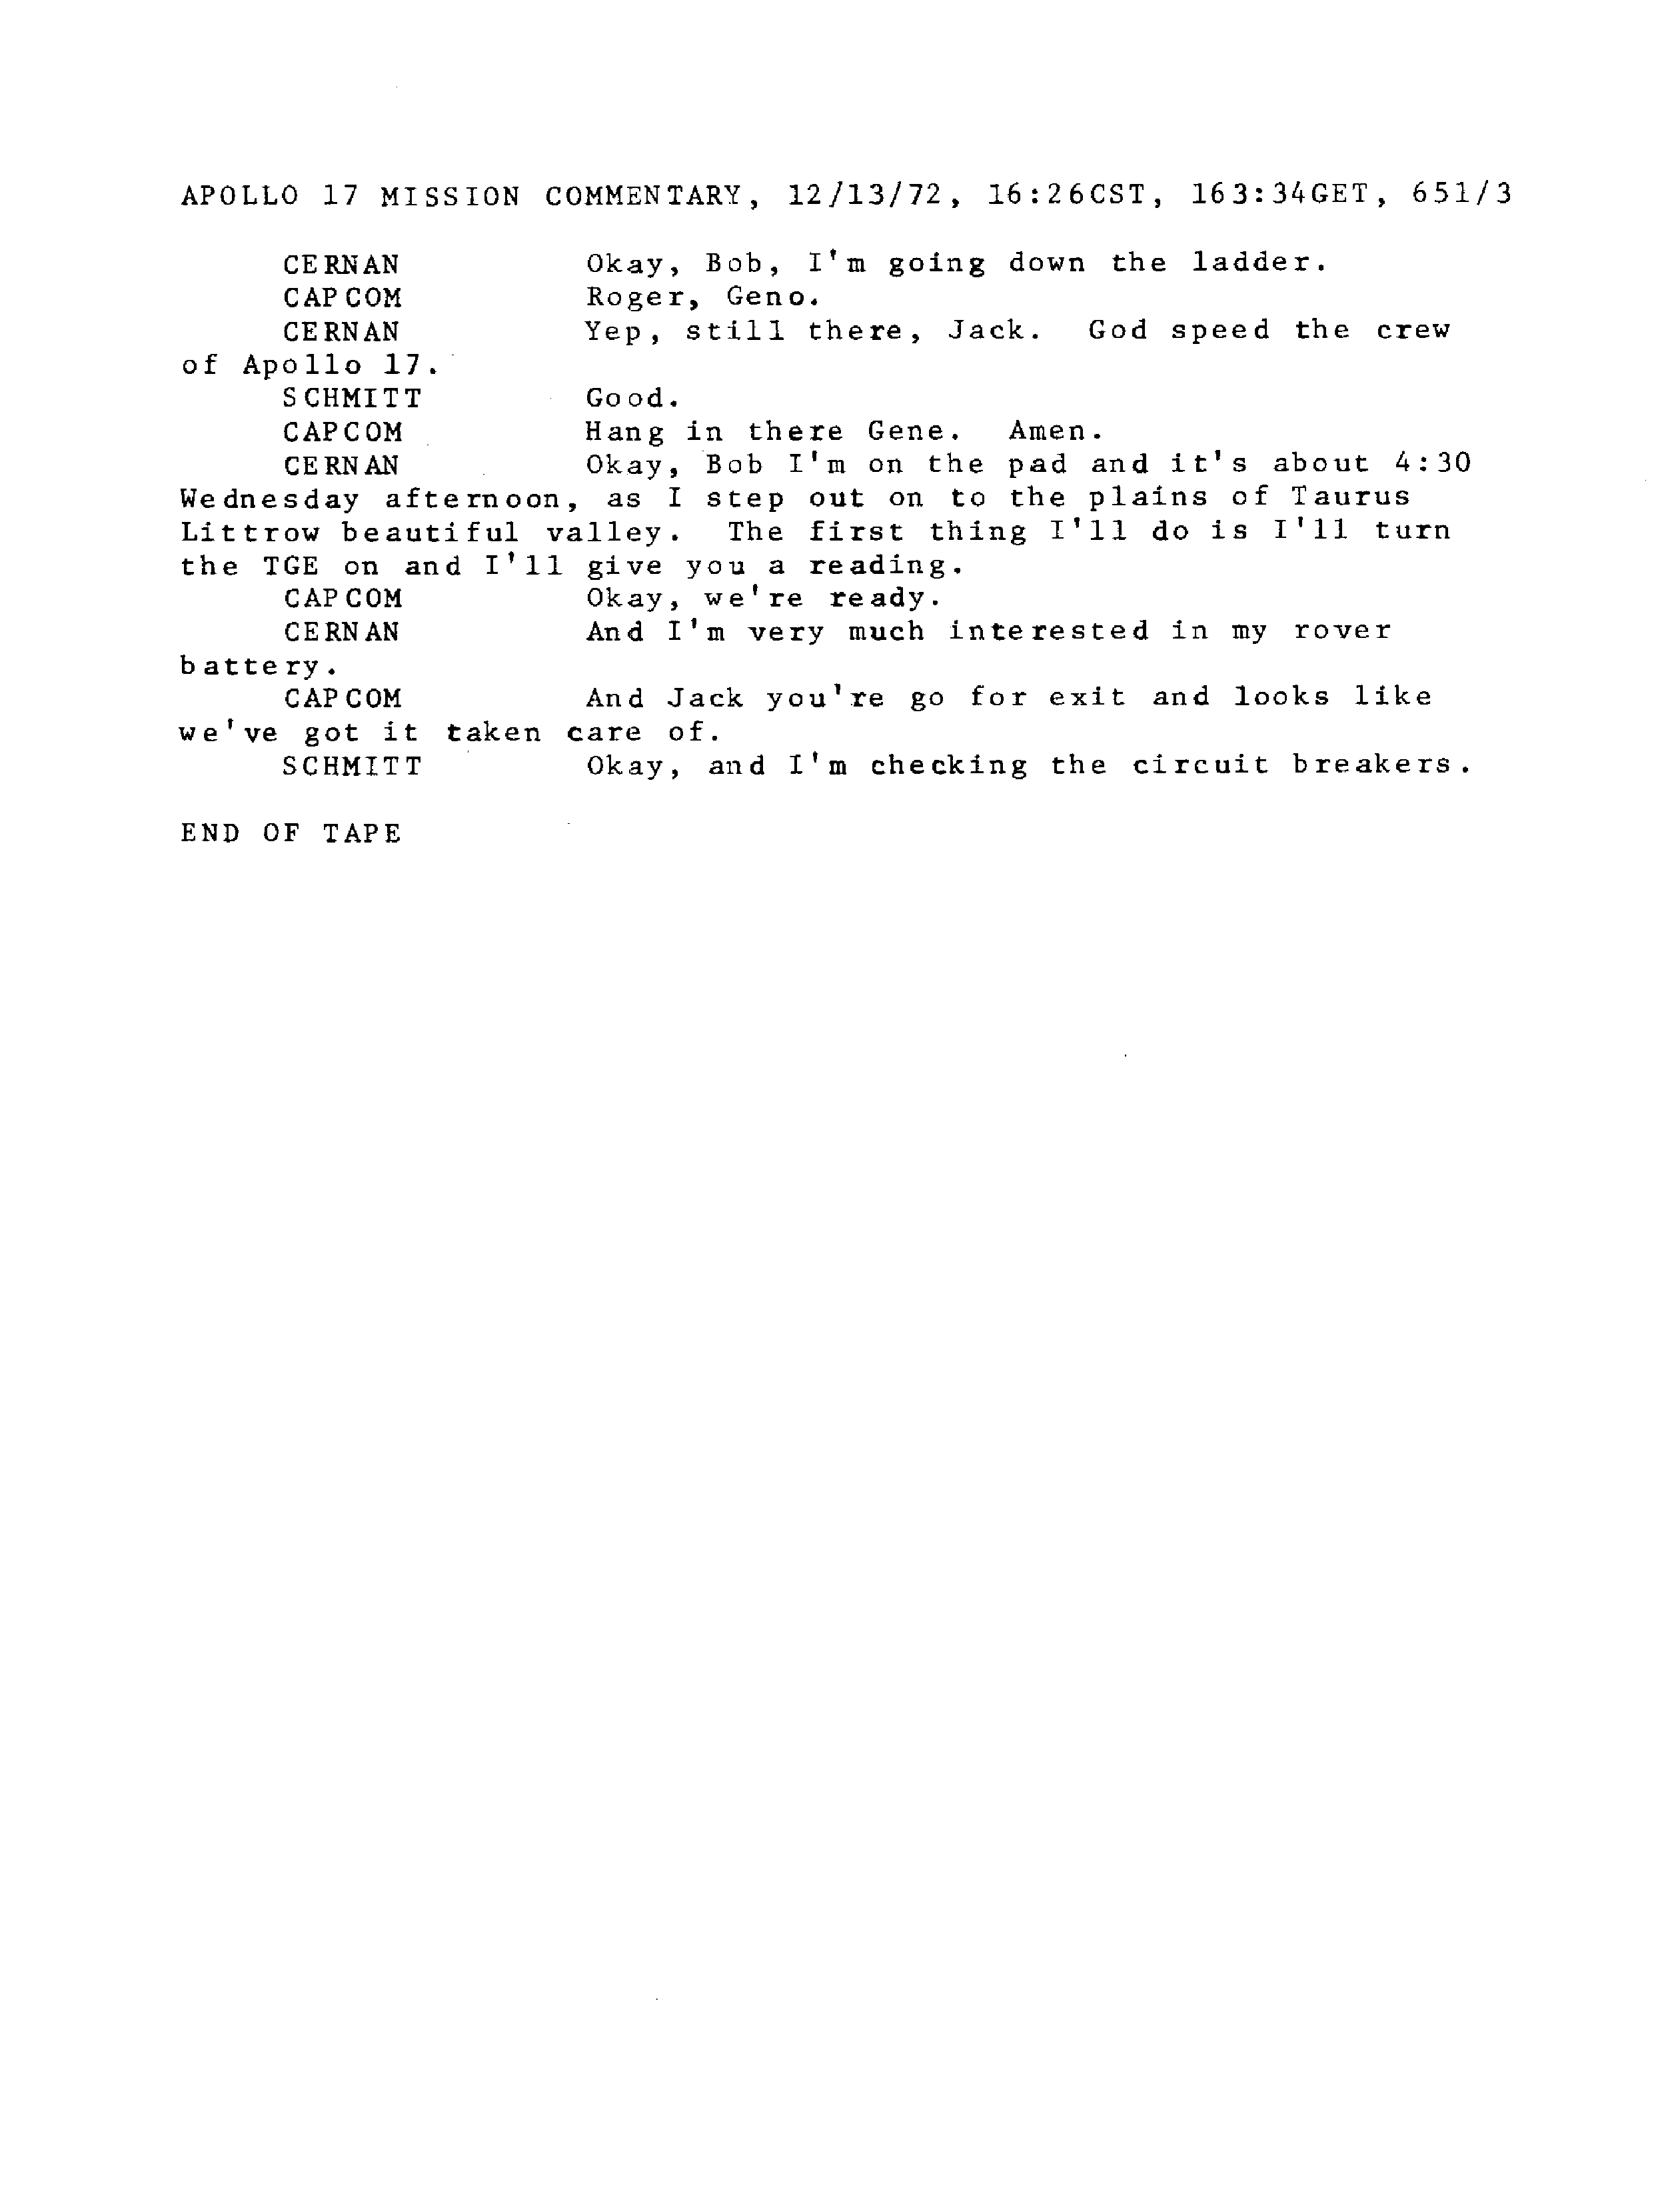 APOLLO 17 MISSION COMMENTARY, 12/13/72, 16:26CST, 163:34GET, 651/3
CERNAN Okay, Bob, I'm going down the ladder.
CAPCOM Roger, Geno.
CERNAN Yep, still there, Jack. God speed the crew
of Apollo 17.
SCHMITT Good.
CAPCOM Hang in there Gene. Amen.
CERNAN Okay, Bob I'm on the pad and it's about 4:30
Wednesday afternoon, as I step out on to the plains of Taurus
Littrow beautiful valley. The first thing I'll do is I'll turn
the TGE on and I'll give you a reading.
CAPCOM Okay, we're ready.
CERNAN And I'm very much interested in my rover
battery.
CAPCOM And Jack you're go for exit and looks like
we've got it taken care of.
SCHMITT Okay, and I'm checking the circuit breakers.
END OF TAPE